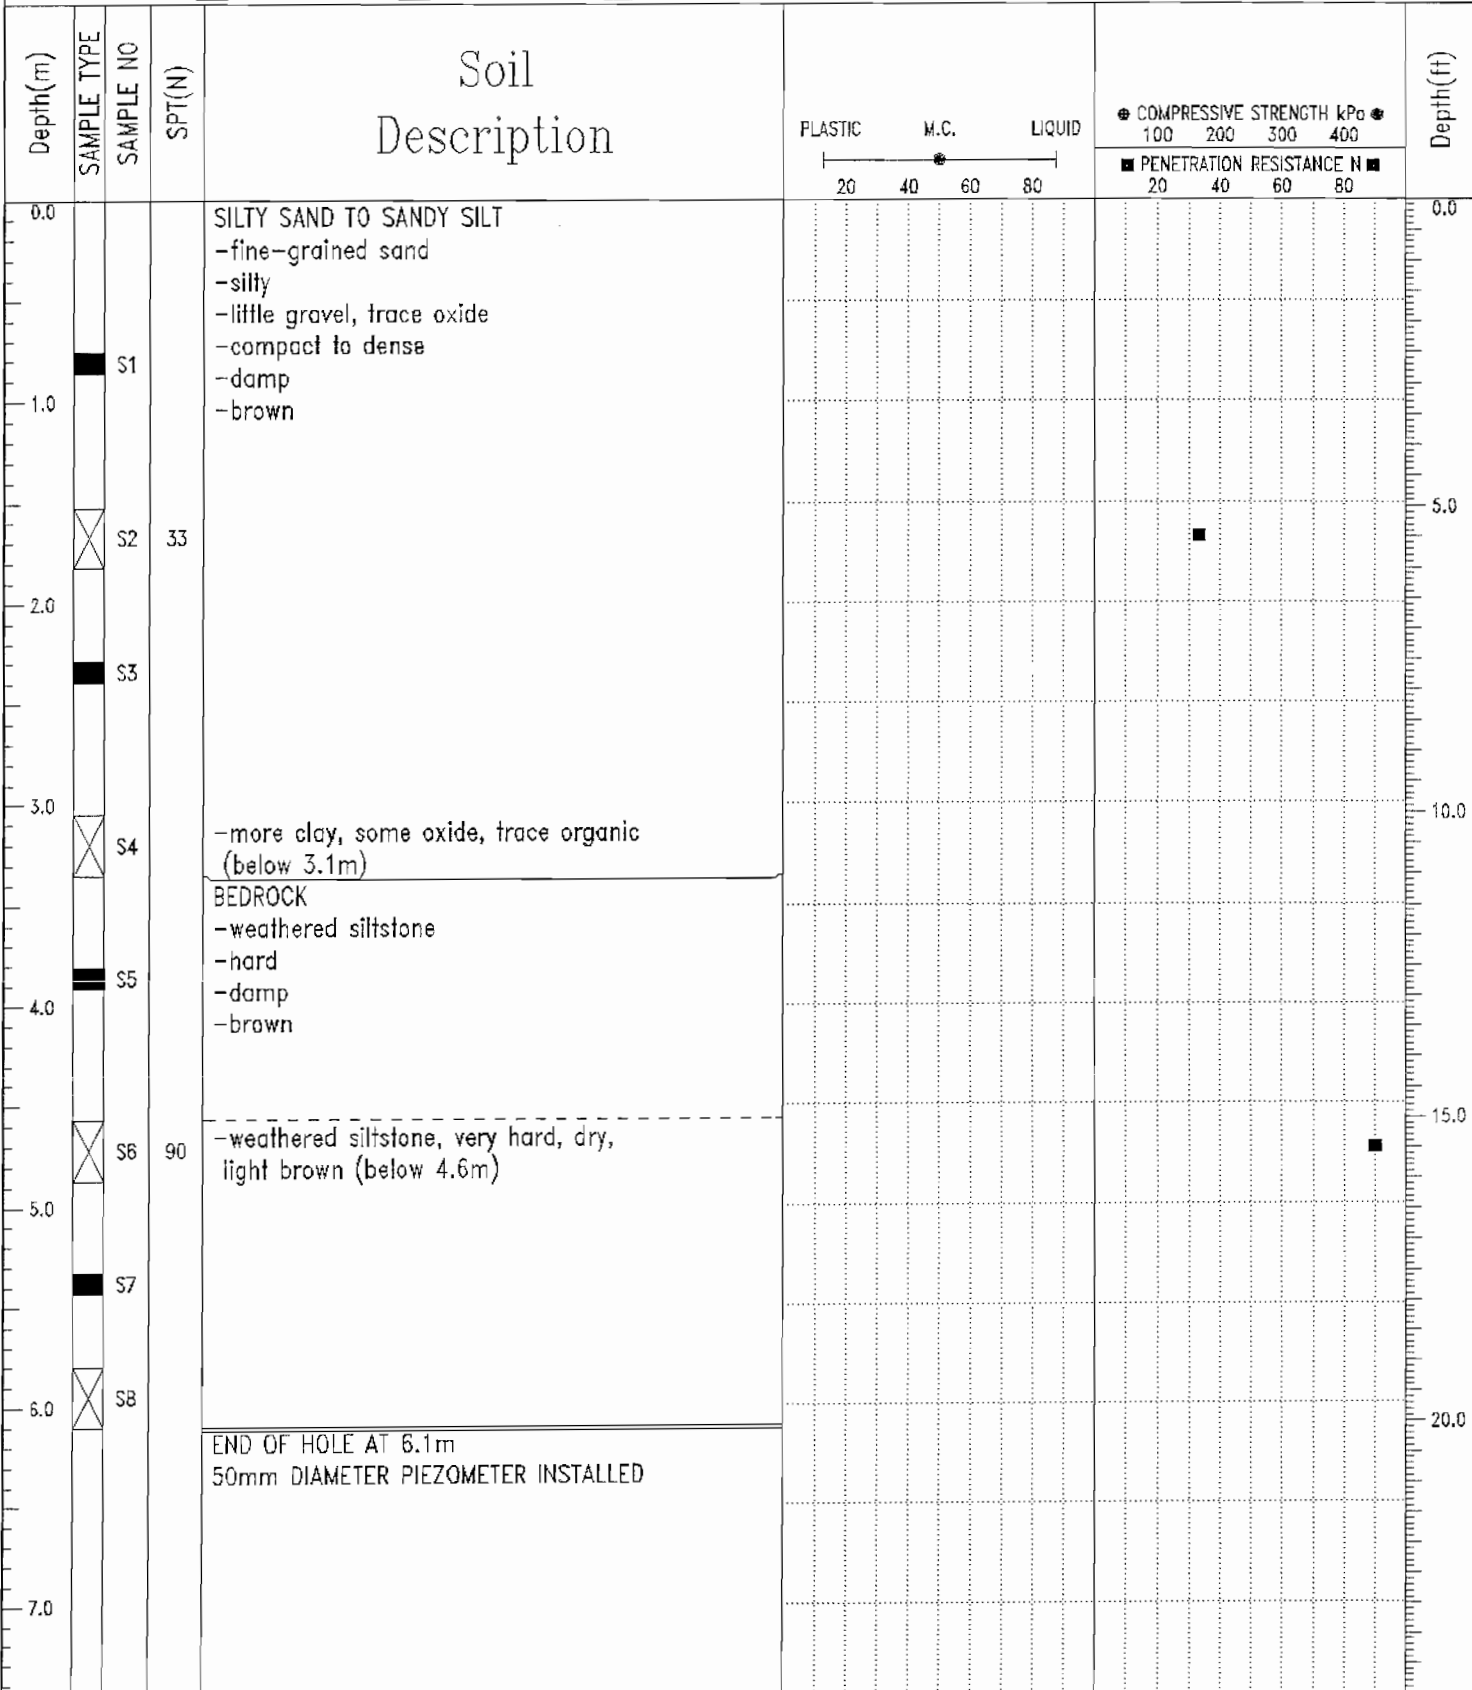 Depth(m)
SAMPLE TYPE
SAMPLE NO
SPT(N)
Soil
Description
PLASTIC M.C. LIQUID
20 40 60 80
COMPRESSIVE STRENGTH kPa
100 200 300 400
PENETRATION RESISTANCE N
20 40 60 80
Depth(ft)
0.0
SILTY SAND TO SANDY SILT
0.0
-fine-grained sand
-silty
-little gravel, trace oxide
-compact to dense
S1
-damp
1.0
-brown
5.0
S2 33
2.0
S3
3.0
10.0
-more clay, some oxide, trace organic
S4
(below 3.1m)
BEDROCK
-weathered siltstone
-hard
S5
-damp
4.0
-brown
15.0
-weathered siltstone, very hard, dry,
S6 90
light brown (below 4.6m)
5.0
S7
S8
6.0
20.0
END OF HOLE AT 6.1m
50mm DIAMETER PIEZOMETER INSTALLED
7.0